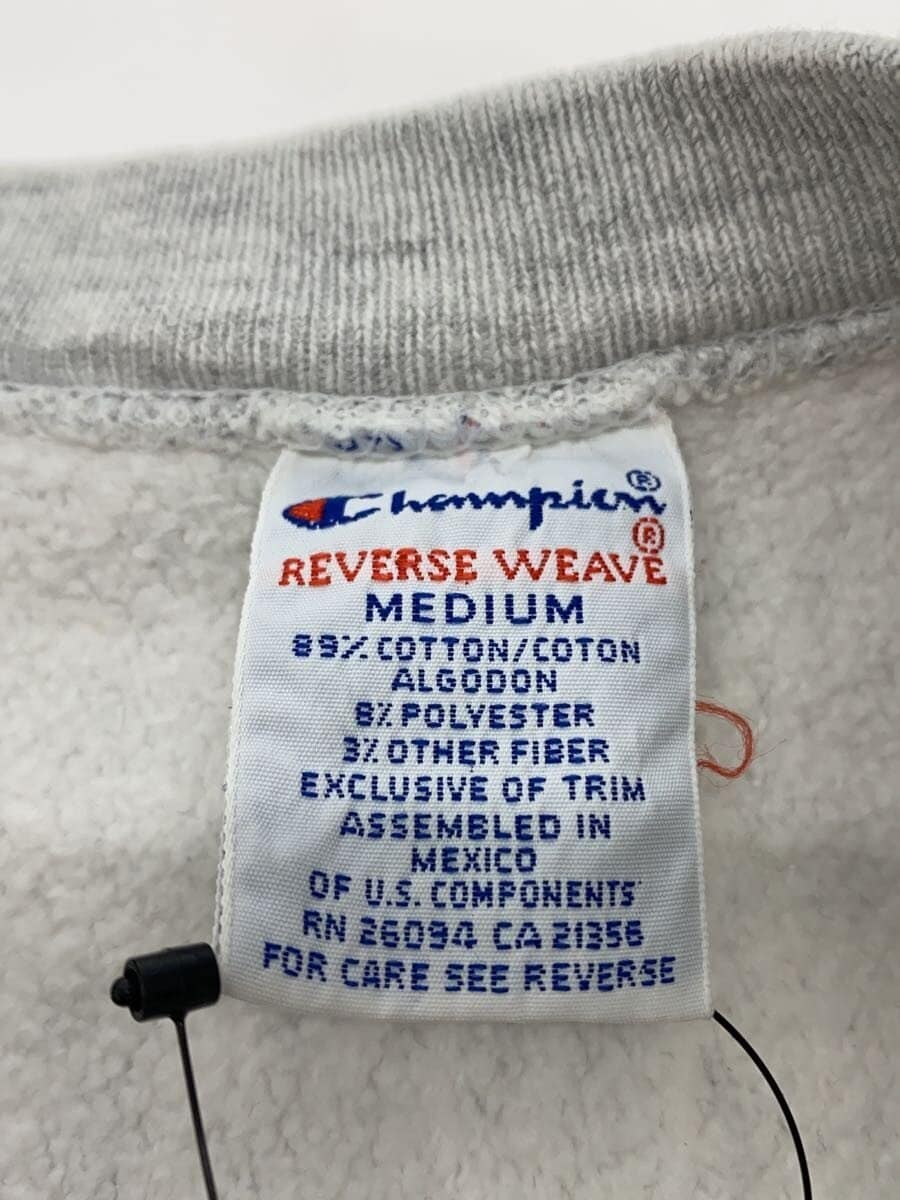 Champion®
REVERSE WEAVE®
MEDIUM
89% COTTON/COTON
ALGODON
8% POLYESTER
3% OTHER FIBER
EXCLUSIVE OF TRIM
ASSEMBLED IN
MEXICO
OF U.S. COMPONENTS
RN 26094 CA 21356
FOR CARE SEE REVERSE